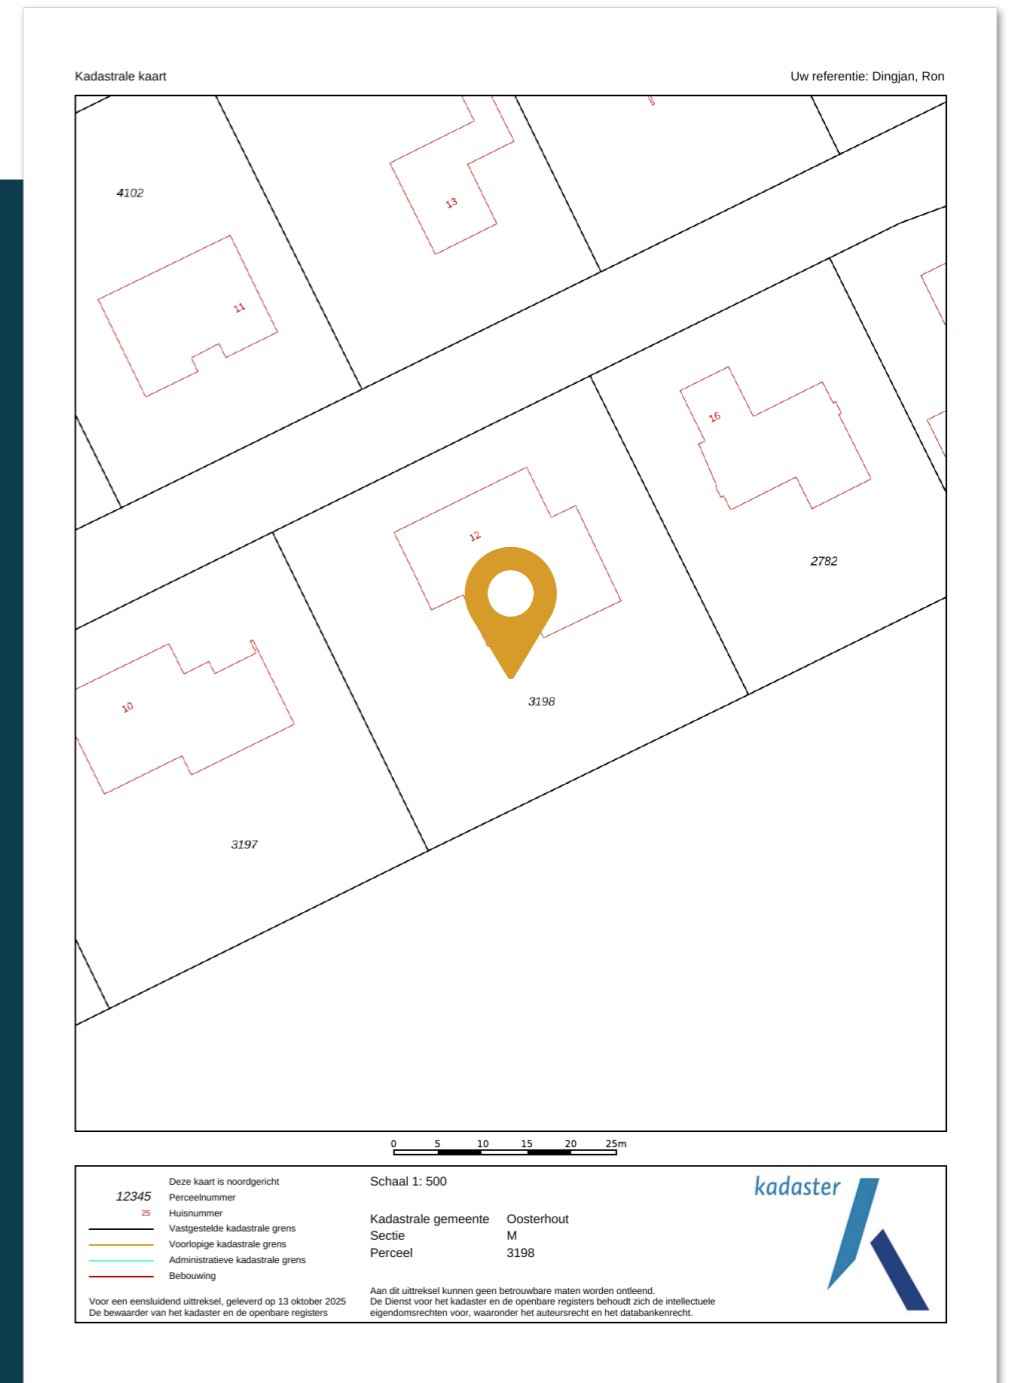 Kadastrale kaart
Uw referentie: Dingjan, Ron
4102
13
11
16
12
2782
10
3198
3197
0 5 10 15 20 25m
Deze kaart is noordgericht
12345 Perceelnummer
25 Huisnummer
Vastgestelde kadastrale grens
Voorlopige kadastrale grens
Administratieve kadastrale grens
Bebouwing
Voor een eensluidend uittreksel, geleverd op 13 oktober 2025
De bewaarder van het kadaster en de openbare registers
Schaal 1: 500
Kadastrale gemeente Oosterhout
Sectie M
Perceel 3198
Aan dit uittreksel kunnen geen betrouwbare maten worden ontleend.
De Dienst voor het kadaster en de openbare registers behoudt zich de intellectuele
eigendomsrechten voor, waaronder het auteursrecht en het databankenrecht.
kadaster